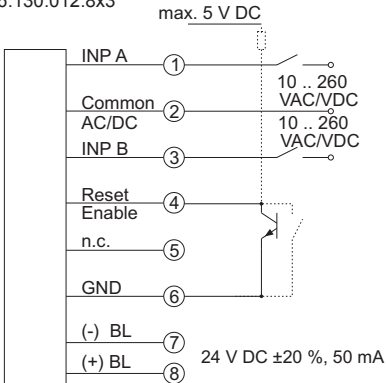 6.130.012.8x3
max. 5 V DC
INP A
1
10 .. 260
VAC/VDC
Common
AC/DC
2
10 .. 260
VAC/VDC
INP B
3
Reset
Enable
4
n.c.
5
GND
6
(-) BL
7
(+) BL
8
24 V DC ±20 %, 50 mA